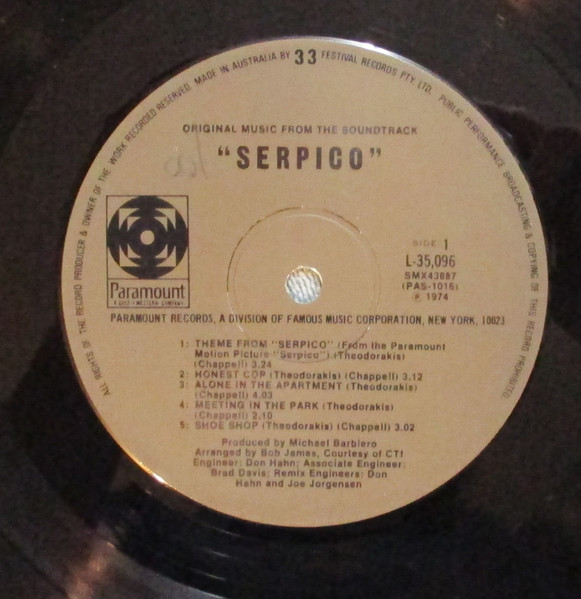 ALL RIGHTS OF THE RECORD PRODUCER & OWNER OF THE WORK RECORDED RESERVED. MADE IN AUSTRALIA BY 33 FESTIVAL RECORDS PTY. LTD. PUBLIC PERFORMANCE BROADCASTING & COPYING OF THIS RECORD PROHIBITED.
ORIGINAL MUSIC FROM THE SOUNDTRACK
"SERPICO"
SIDE 1
L-35,096
SMX43887
(PAS-1016)
℗ 1974
Paramount
A GULF + WESTERN COMPANY
PARAMOUNT RECORDS, A DIVISION OF FAMOUS MUSIC CORPORATION, NEW YORK, 10023
1: THEME FROM "SERPICO" (From the Paramount
Motion Picture "Serpico") (Theodorakis)
(Chappell) 3.24
2: HONEST COP (Theodorakis) (Chappell) 3.12
3: ALONE IN THE APARTMENT (Theodorakis)
(Chappell) 4.03
4: MEETING IN THE PARK (Theodorakis)
(Chappell) 2.10
5: SHOE SHOP (Theodorakis) (Chappell) 3.02
Produced by Michael Barbiero
Arranged by Bob James, Courtesy of CTI
Engineer: Don Hahn; Associate Engineer:
Brad Davis; Remix Engineers: Don
Hahn and Joe Jorgensen